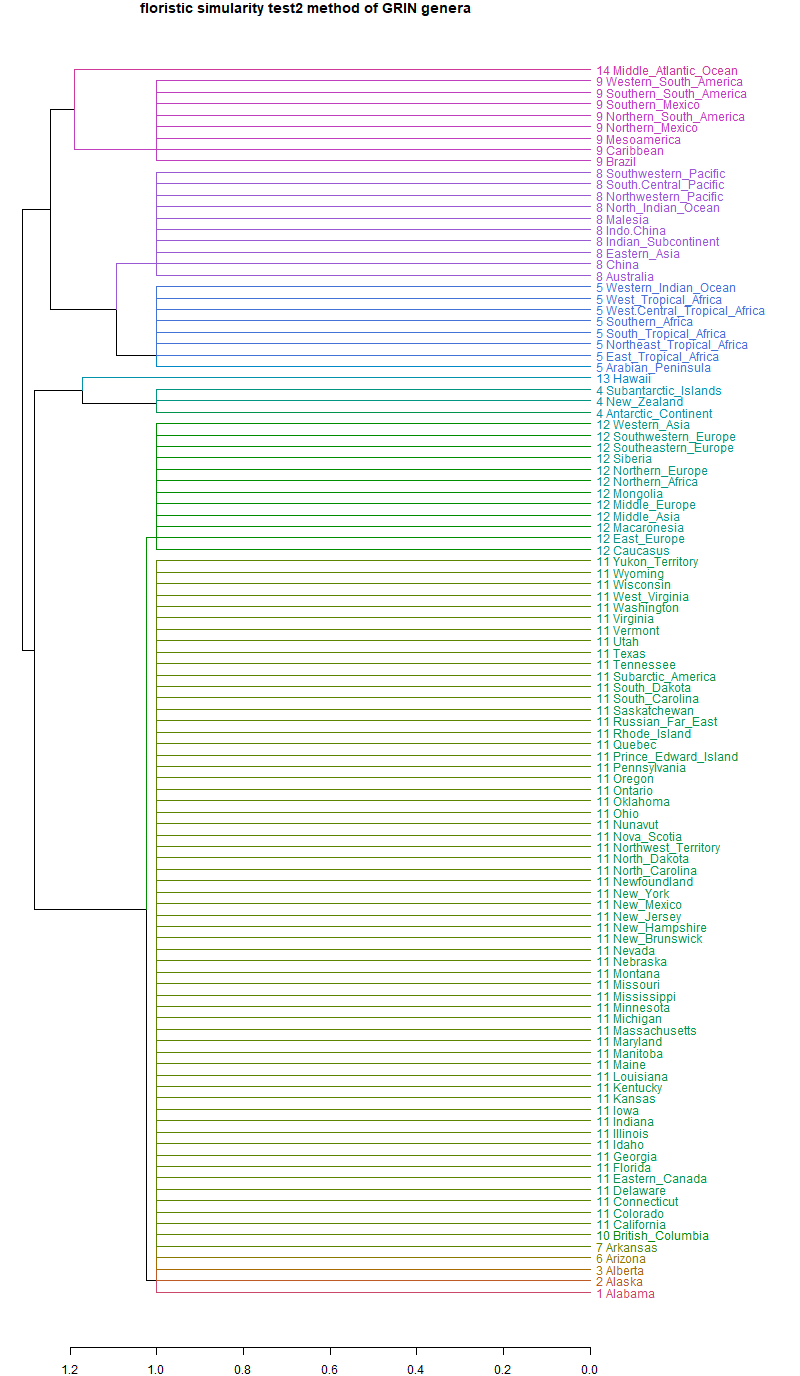 floristic simularity test2 method of GRIN genera
14 Middle_Atlantic_Ocean
9 Western_South_America
9 Southern_South_America
9 Southern_Mexico
9 Northern_South_America
9 Northern_Mexico
9 Mesoamerica
9 Caribbean
9 Brazil
8 Southwestern_Pacific
8 South.Central_Pacific
8 Northwestern_Pacific
8 North_Indian_Ocean
8 Malesia
8 Indo.China
8 Indian_Subcontinent
8 Eastern_Asia
8 China
8 Australia
5 Western_Indian_Ocean
5 West_Tropical_Africa
5 West.Central_Tropical_Africa
5 Southern_Africa
5 South_Tropical_Africa
5 Northeast_Tropical_Africa
5 East_Tropical_Africa
5 Arabian_Peninsula
13 Hawaii
4 Subantarctic_Islands
4 New_Zealand
4 Antarctic_Continent
12 Western_Asia
12 Southwestern_Europe
12 Southeastern_Europe
12 Siberia
12 Northern_Europe
12 Northern_Africa
12 Mongolia
12 Middle_Europe
12 Middle_Asia
12 Macaronesia
12 East_Europe
12 Caucasus
11 Yukon_Territory
11 Wyoming
11 Wisconsin
11 West_Virginia
11 Washington
11 Virginia
11 Vermont
11 Utah
11 Texas
11 Tennessee
11 Subarctic_America
11 South_Dakota
11 South_Carolina
11 Saskatchewan
11 Russian_Far_East
11 Rhode_Island
11 Quebec
11 Prince_Edward_Island
11 Pennsylvania
11 Oregon
11 Ontario
11 Oklahoma
11 Ohio
11 Nunavut
11 Nova_Scotia
11 Northwest_Territory
11 North_Dakota
11 North_Carolina
11 Newfoundland
11 New_York
11 New_Mexico
11 New_Jersey
11 New_Hampshire
11 New_Brunswick
11 Nevada
11 Nebraska
11 Montana
11 Missouri
11 Mississippi
11 Minnesota
11 Michigan
11 Massachusetts
11 Maryland
11 Manitoba
11 Maine
11 Louisiana
11 Kentucky
11 Kansas
11 Iowa
11 Indiana
11 Illinois
11 Idaho
11 Georgia
11 Florida
11 Eastern_Canada
11 Delaware
11 Connecticut
11 Colorado
11 California
10 British_Columbia
7 Arkansas
6 Arizona
3 Alberta
2 Alaska
1 Alabama
1.2 1.0 0.8 0.6 0.4 0.2 0.0